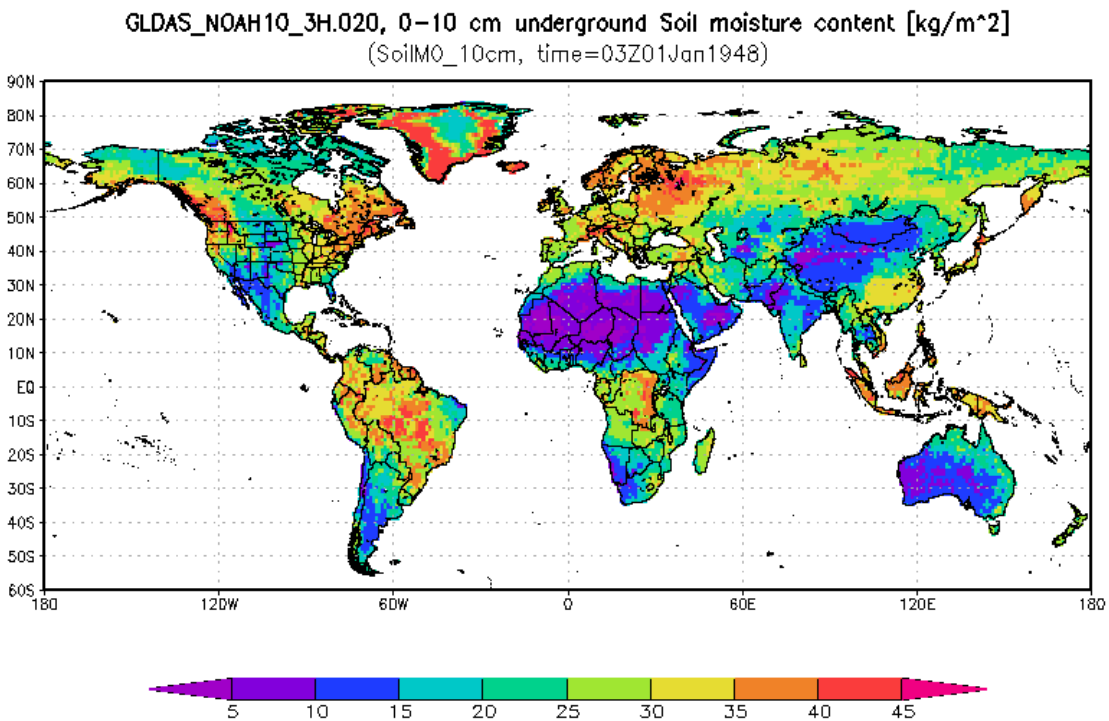 GLDAS_NOAH10_3H.020, 0-10 cm underground Soil moisture content [kg/m^2]
(SoilM0_10cm, time=03Z01Jan1948)
90N
80N
70N
60N
50N
40N
30N
20N
10N
EQ
10S
20S
30S
40S
50S
60S
180 120W 60W 0 60E 120E 180
5 10 15 20 25 30 35 40 45